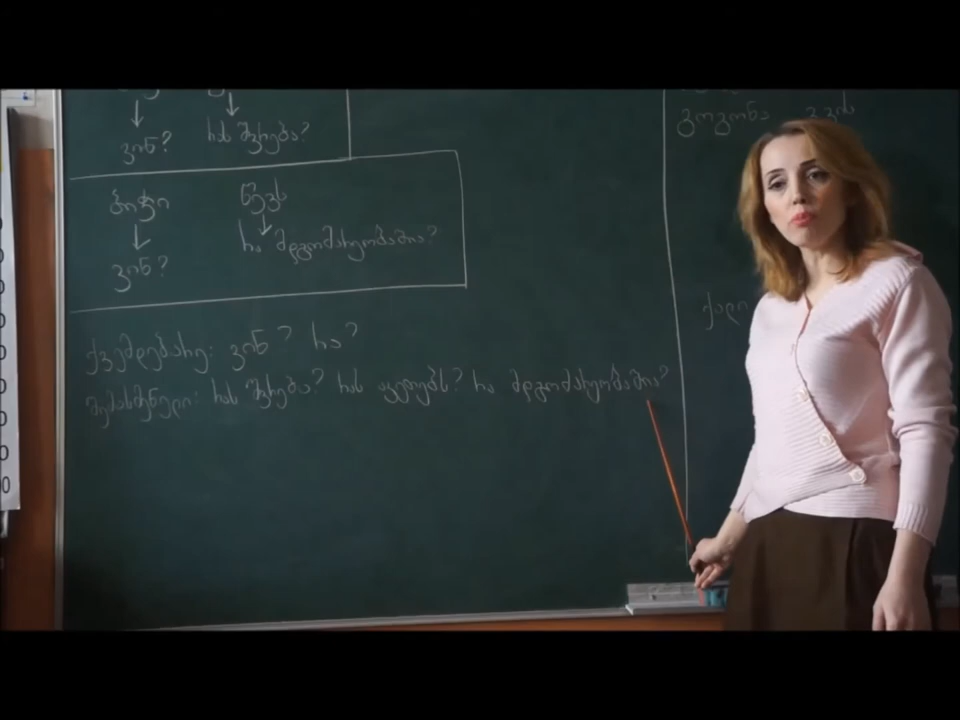 ვინ? რას შვრება?
ბიჭი წევს
ვინ? რა მდგომარეობაშია?
ქვემდებარე: ვინ? რა?
შემასმენელი: რას შვრება? რას აკეთებს? რა მდგომარეობაშია?
გოგონა
ქალი